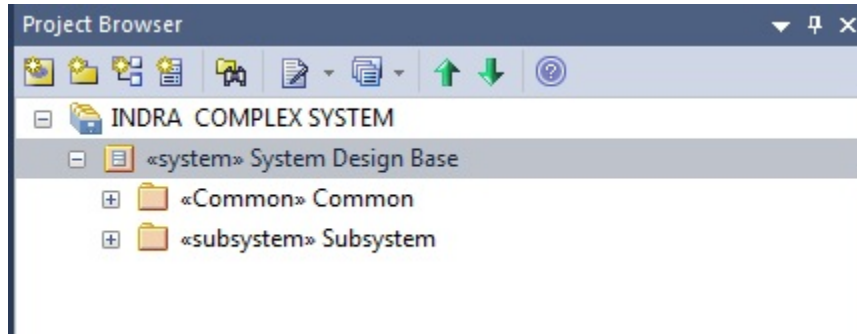 Project Browser
INDRA  COMPLEX SYSTEM
«system» System Design Base
«Common» Common
«subsystem» Subsystem